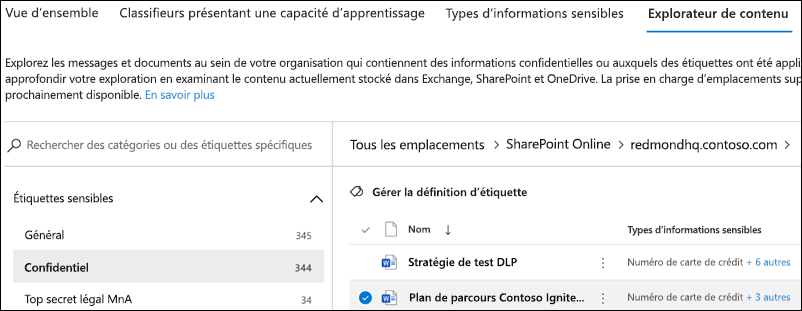 Vue d'ensemble Classifieurs présentant une capacité d'apprentissage Types d'informations sensibles Explorateur de contenu
Explorez les messages et documents au sein de votre organisation qui contiennent des informations confidentielles ou auxquels des étiquettes ont été appli
approfondir votre exploration en examinant le contenu actuellement stocké dans Exchange, SharePoint et OneDrive. La prise en charge d'emplacements sup
prochainement disponible. En savoir plus
Rechercher des catégories ou des étiquettes spécifiques
Tous les emplacements > SharePoint Online > redmondhq.contoso.com >
Étiquettes sensibles
Gérer la définition d'étiquette
Général 345
Nom ↓ Types d'informations sensibles
Confidentiel 344
Stratégie de test DLP Numéro de carte de crédit + 6 autres
Top secret légal MnA 34
Plan de parcours Contoso Ignite... Numéro de carte de crédit + 3 autres